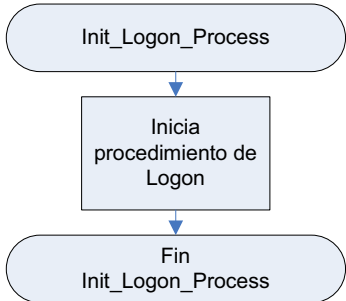 Init_Logon_Process
Inicia
procedimiento de
Logon
Fin
Init_Logon_Process